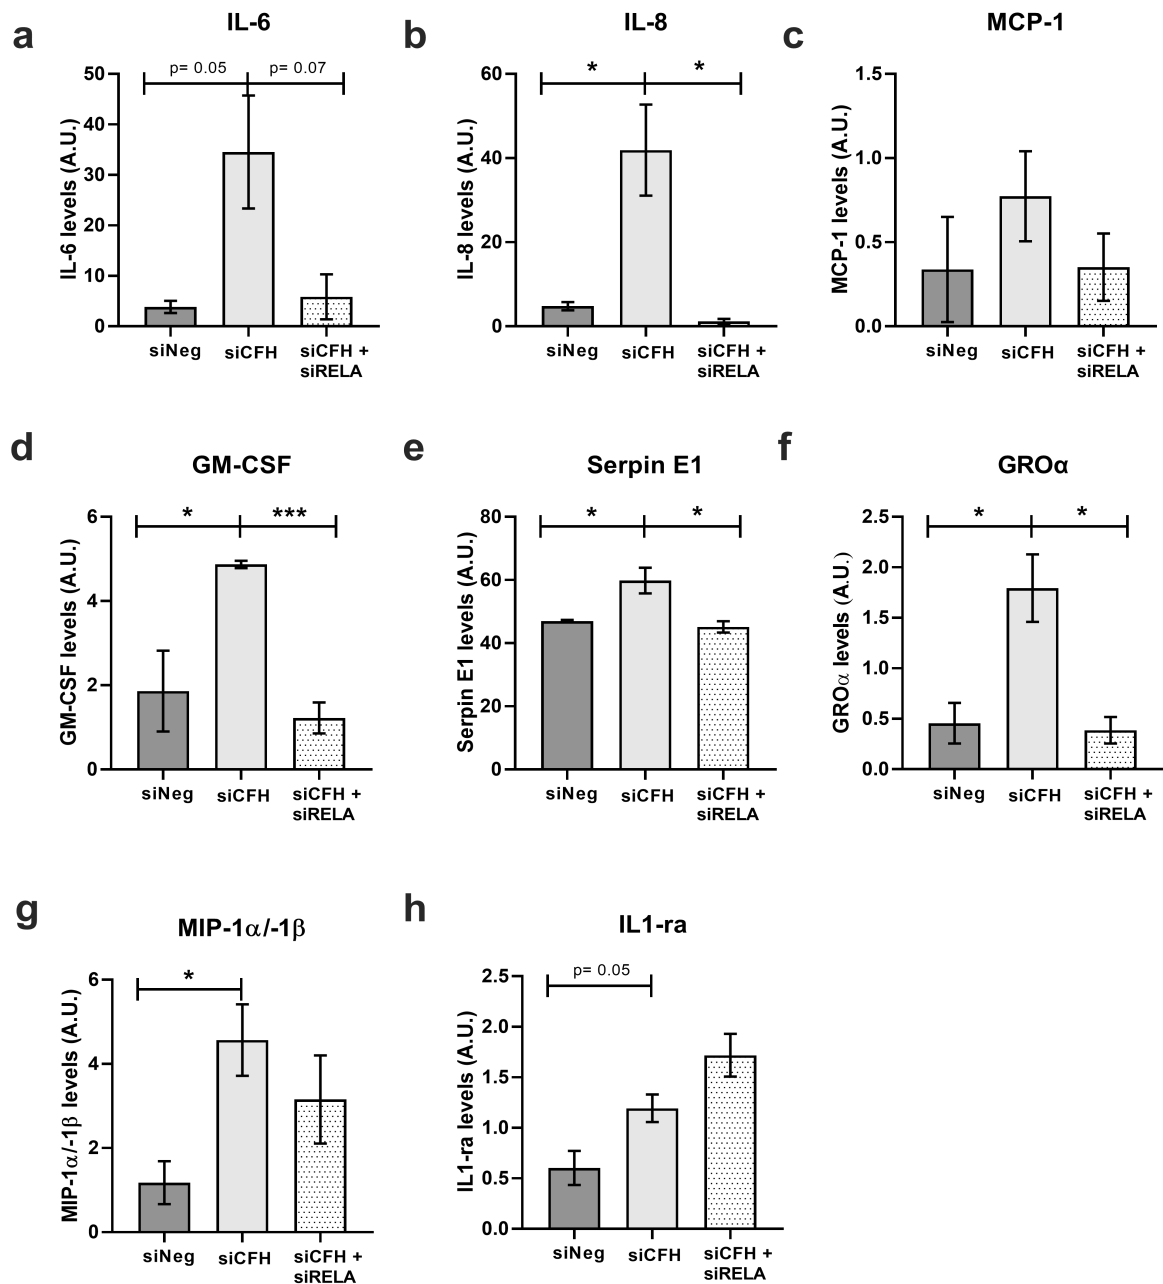 a
IL-6
p= 0.05
p= 0.07
IL-6 levels (A.U.)
50
40
30
20
10
0
siNeg
siCFH
siCFH +
siRELA
b
IL-8
*
*
IL-8 levels (A.U.)
60
40
20
0
siNeg
siCFH
siCFH +
siRELA
c
MCP-1
MCP-1 levels (A.U.)
1.5
1.0
0.5
0.0
siNeg
siCFH
siCFH +
siRELA
d
GM-CSF
*
***
GM-CSF levels (A.U.)
6
4
2
0
siNeg
siCFH
siCFH +
siRELA
e
Serpin E1
*
*
Serpin E1 levels (A.U.)
80
60
40
20
0
siNeg
siCFH
siCFH +
siRELA
f
GROα
*
*
GROα levels (A.U.)
2.5
2.0
1.5
1.0
0.5
0.0
siNeg
siCFH
siCFH +
siRELA
g
MIP-1α/-1β
*
MIP-1α/-1β levels (A.U.)
6
4
2
0
siNeg
siCFH
siCFH +
siRELA
h
IL1-ra
p= 0.05
IL1-ra levels (A.U.)
2.5
2.0
1.5
1.0
0.5
0.0
siNeg
siCFH
siCFH +
siRELA